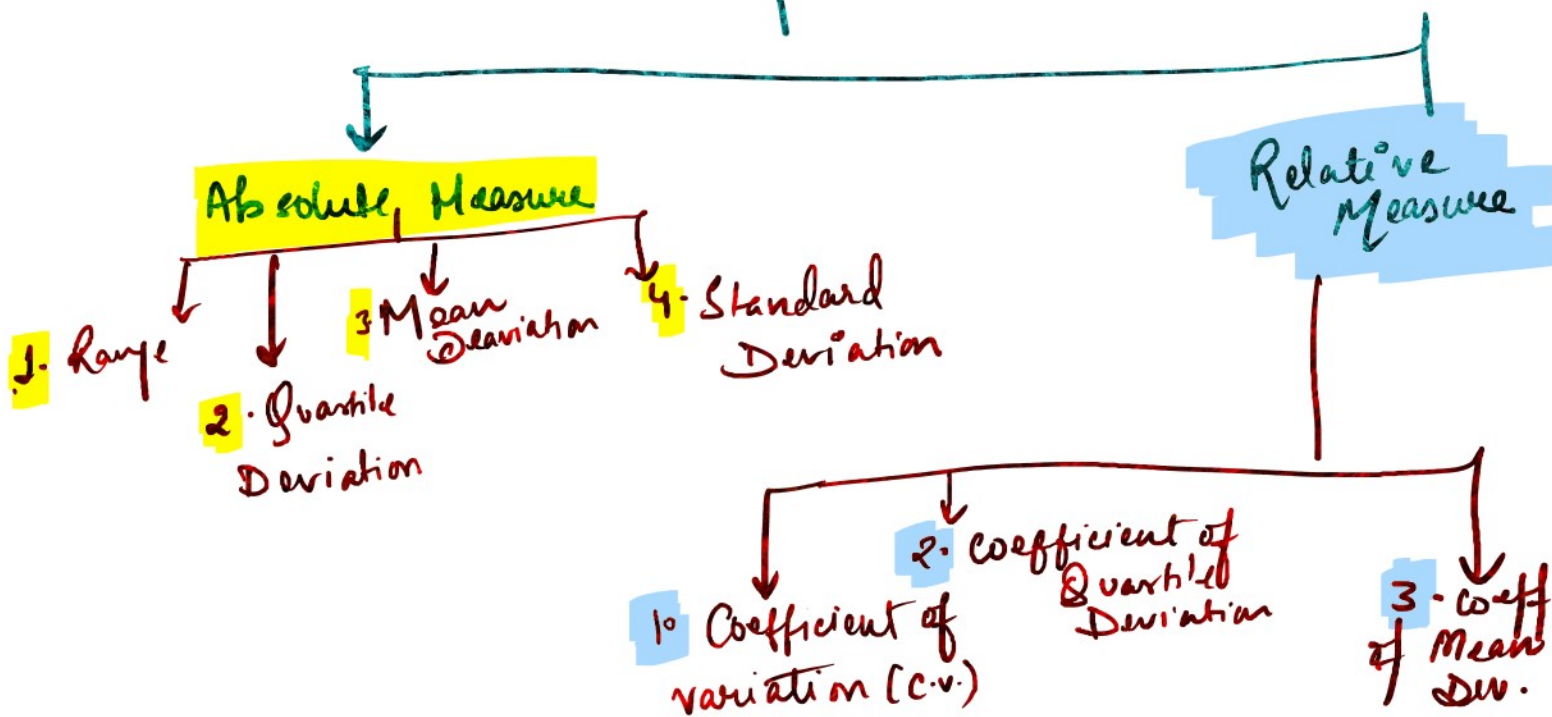 Absolute Measure
Relative
Measure
1. Range
2. Quartile
Deviation
3. Mean
Deaviation
4. Standard
Deviation
1. Coefficient of
variation (c.v.)
2. coefficient of
Quartile
Deviation
3. coeff
of Mean
Dev.